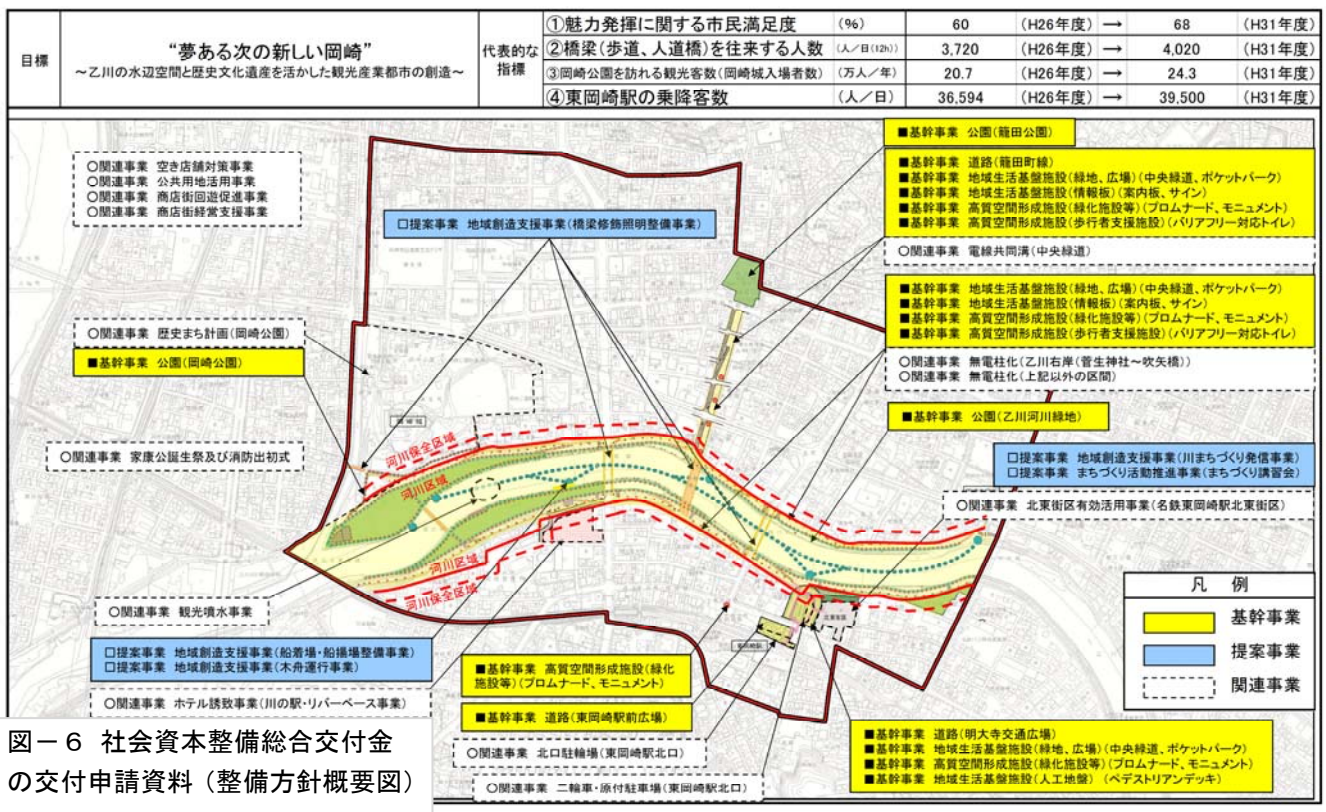 目標
“夢ある次の新しい岡崎”
～乙川の水辺空間と歴史文化遺産を活かした観光産業都市の創造～
代表的な
指標
①魅力発揮に関する市民満足度 (%) 60 (H26年度) → 68 (H31年度)
②橋梁(歩道、人道橋)を往来する人数 (人/日(12h)) 3,720 (H26年度) → 4,020 (H31年度)
③岡崎公園を訪れる観光客数(岡崎城入場者数) (万人/年) 20.7 (H26年度) → 24.3 (H31年度)
④東岡崎駅の乗降客数 (人/日) 36,594 (H26年度) → 39,500 (H31年度)
○関連事業 空き店舗対策事業
○関連事業 公共用地活用事業
○関連事業 商店街回遊促進事業
○関連事業 商店街経営支援事業
□提案事業 地域創造支援事業(橋梁修飾照明整備事業)
■基幹事業 公園(籠田公園)
■基幹事業 道路(籠田町線)
■基幹事業 地域生活基盤施設(緑地、広場)(中央緑道、ポケットパーク)
■基幹事業 地域生活基盤施設(情報板)(案内板、サイン)
■基幹事業 高質空間形成施設(緑化施設等)(プロムナード、モニュメント)
■基幹事業 高質空間形成施設(歩行者支援施設)(バリアフリー対応トイレ)
○関連事業 電線共同溝(中央緑道)
■基幹事業 地域生活基盤施設(緑地、広場)(中央緑道、ポケットパーク)
■基幹事業 地域生活基盤施設(情報板)(案内板、サイン)
■基幹事業 高質空間形成施設(緑化施設等)(プロムナード、モニュメント)
■基幹事業 高質空間形成施設(歩行者支援施設)(バリアフリー対応トイレ)
○関連事業 無電柱化(乙川右岸(菅生神社～吹矢橋))
○関連事業 無電柱化(上記以外の区間)
○関連事業 歴史まち計画(岡崎公園)
■基幹事業 公園(岡崎公園)
■基幹事業 公園(乙川河川緑地)
○関連事業 家康公誕生祭及び消防出初式
□提案事業 地域創造支援事業(川まちづくり発信事業)
□提案事業 まちづくり活動推進事業(まちづくり講習会)
○関連事業 北東街区有効活用事業(名鉄東岡崎駅北東街区)
河川保全区域
河川区域
河川区域
河川保全区域
○関連事業 観光噴水事業
□提案事業 地域創造支援事業(船着場・船揚場整備事業)
□提案事業 地域創造支援事業(木舟運行事業)
○関連事業 ホテル誘致事業(川の駅・リバーベース事業)
■基幹事業 高質空間形成施設(緑化
施設等)(プロムナード、モニュメント)
■基幹事業 道路(東岡崎駅前広場)
○関連事業 北口駐輪場(東岡崎駅北口)
○関連事業 二輪車・原付駐車場(東岡崎駅北口)
■基幹事業 道路(明大寺交通広場)
■基幹事業 地域生活基盤施設(緑地、広場)(中央緑道、ポケットパーク)
■基幹事業 高質空間形成施設(緑化施設等)(プロムナード、モニュメント)
■基幹事業 地域生活基盤施設(人工地盤) (ペデストリアンデッキ)
凡 例
基幹事業
提案事業
関連事業
図－6 社会資本整備総合交付金
の交付申請資料(整備方針概要図)